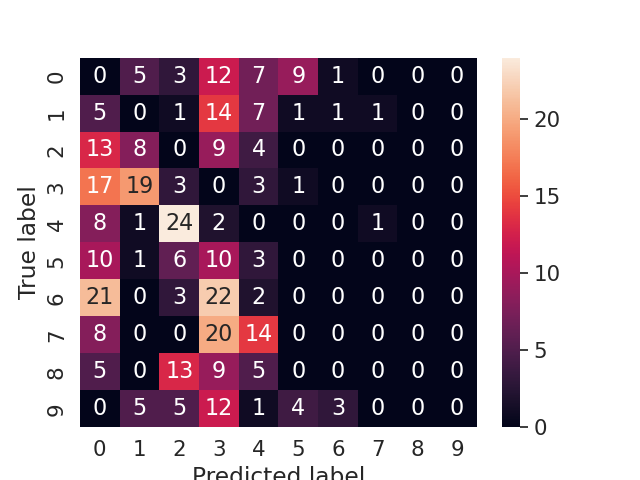 0 0 5 3 12 7 9 1 0 0 0
1 5 0 1 14 7 1 1 1 0 0
2 13 8 0 9 4 0 0 0 0 0
3 17 19 3 0 3 1 0 0 0 0
4 8 1 24 2 0 0 0 1 0 0
5 10 1 6 10 3 0 0 0 0 0
6 21 0 3 22 2 0 0 0 0 0
7 8 0 0 20 14 0 0 0 0 0
8 5 0 13 9 5 0 0 0 0 0
9 0 5 5 12 1 4 3 0 0 0
0 1 2 3 4 5 6 7 8 9
True label
Predicted label
20
15
10
5
0